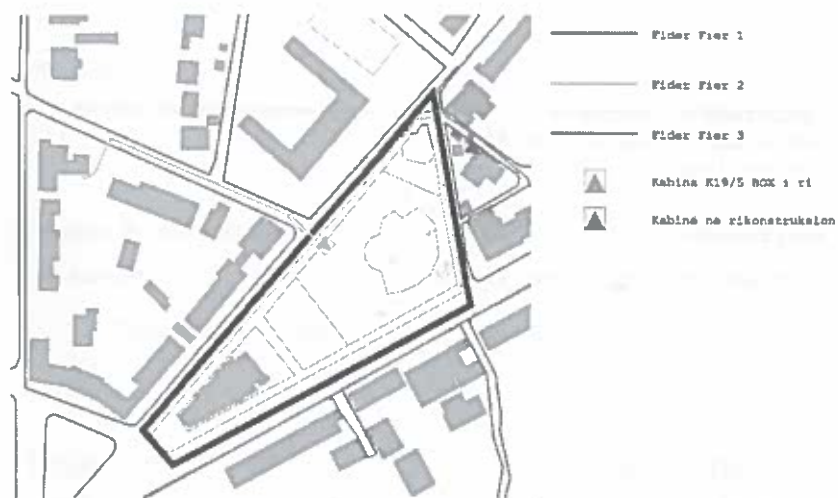 Fider Fier 1
Fider Fier 2
Fider Fier 3
Kabina K19/5 BOX i ri
Kabinë në rikonstruksion